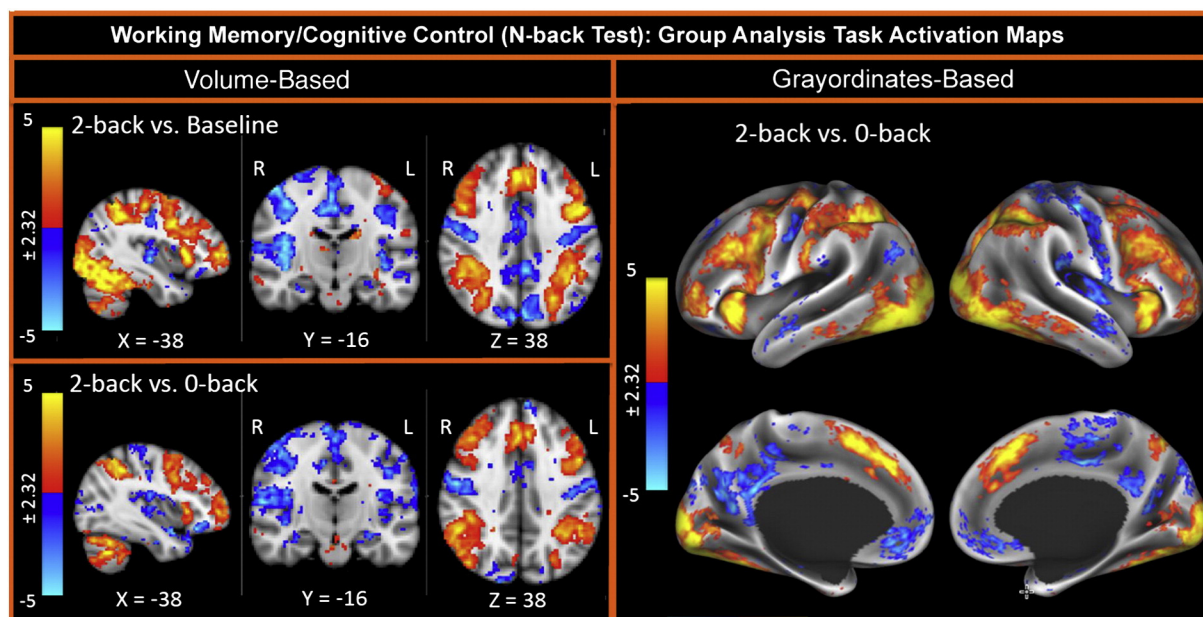 Working Memory/Cognitive Control (N-back Test): Group Analysis Task Activation Maps
Volume-Based
Grayordinates-Based
2-back vs. Baseline
5
± 2.32
-5
R
L
R
L
X = -38
Y = -16
Z = 38
2-back vs. 0-back
5
± 2.32
-5
R
L
R
L
X = -38
Y = -16
Z = 38
2-back vs. 0-back
5
± 2.32
-5